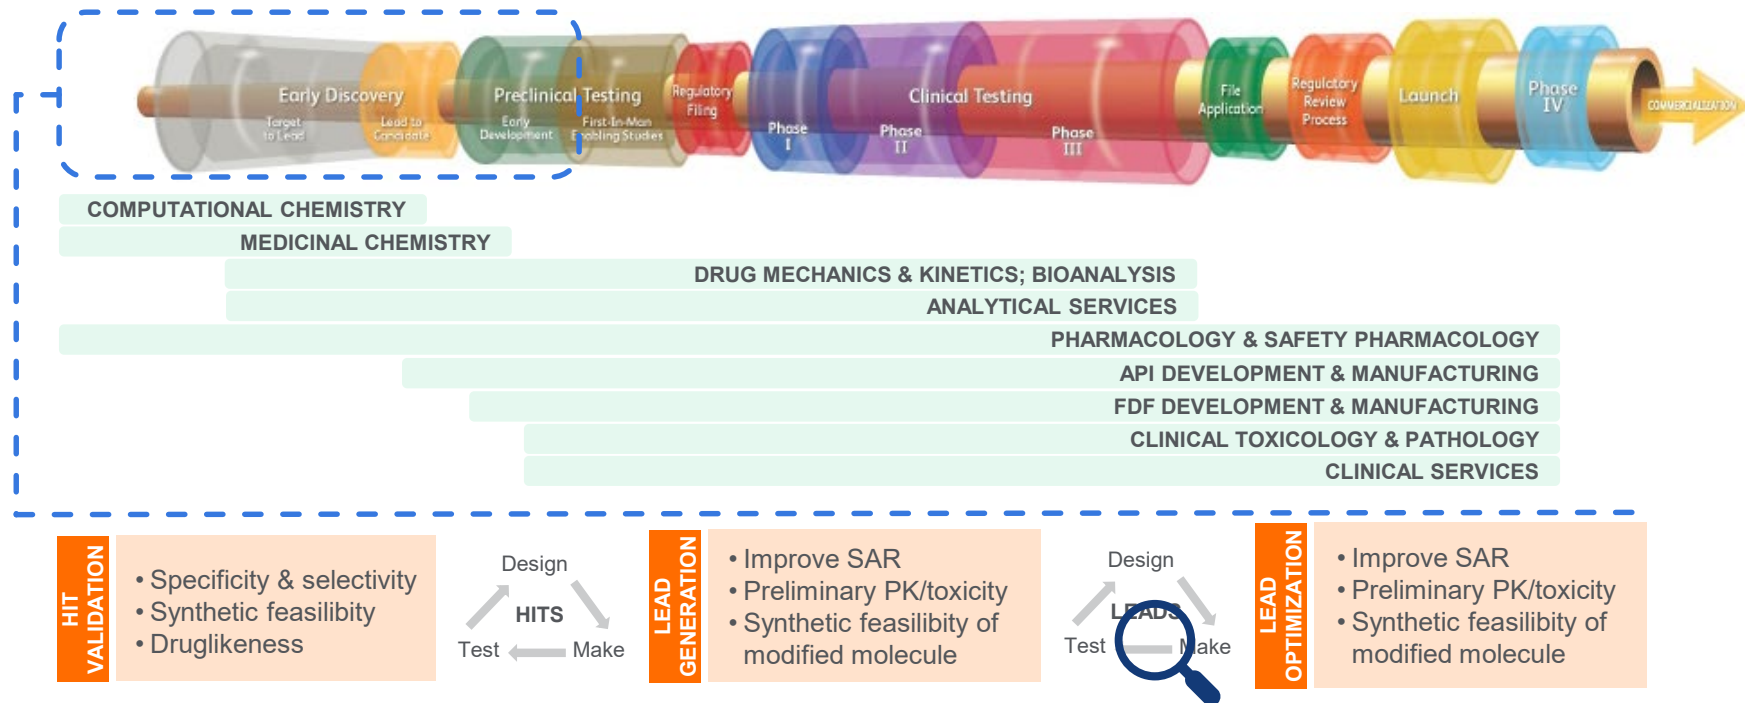 Early Discovery
Target
to Lead
Lead to
Candidate
Preclinical Testing
Early
Development
First-In-Man
Enabling Studies
Regulatory
Filing
Clinical Testing
Phase
I
Phase
II
Phase
III
File
Application
Regulatory
Review
Process
Launch
Phase
IV
COMMERCIALIZATION
COMPUTATIONAL CHEMISTRY
MEDICINAL CHEMISTRY
DRUG MECHANICS & KINETICS; BIOANALYSIS
ANALYTICAL SERVICES
PHARMACOLOGY & SAFETY PHARMACOLOGY
API DEVELOPMENT & MANUFACTURING
FDF DEVELOPMENT & MANUFACTURING
CLINICAL TOXICOLOGY & PATHOLOGY
CLINICAL SERVICES
HIT
VALIDATION
• Specificity & selectivity
• Synthetic feasilibity
• Druglikeness
Design
HITS
Test
Make
LEAD
GENERATION
• Improve SAR
• Preliminary PK/toxicity
• Synthetic feasilibity of
modified molecule
Design
LEADS
Test
Make
LEAD
OPTIMIZATION
• Improve SAR
• Preliminary PK/toxicity
• Synthetic feasilibity of
modified molecule